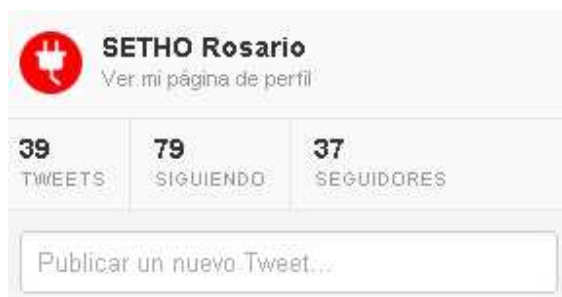 SETHO Rosario
Ver mi página de perfil
39 79 37
TWEETS SIGUIENDO SEGUIDORES
Publicar un nuevo Tweet...